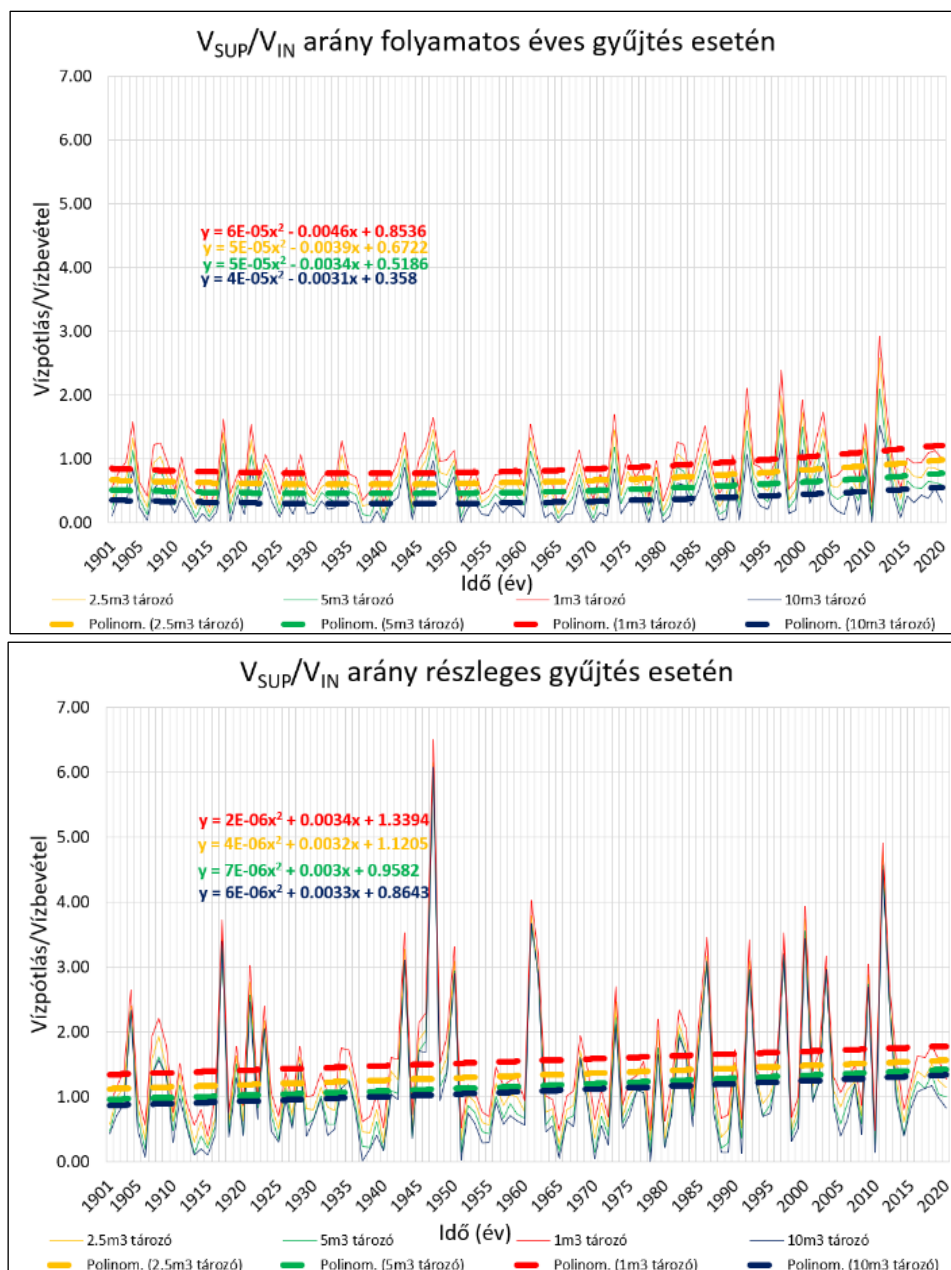 V_SUP/V_IN arány folyamatos éves gyűjtés esetén
7.00
6.00
5.00
4.00
3.00
2.00
1.00
0.00
Vízpótlás/Vízbevétel
y = 6E-05x² - 0.0046x + 0.8536
y = 5E-05x² - 0.0039x + 0.6722
y = 5E-05x² - 0.0034x + 0.5186
y = 4E-05x² - 0.0031x + 0.358
1901 1905 1910 1915 1920 1925 1930 1935 1940 1945 1950 1955 1960 1965 1970 1975 1980 1985 1990 1995 2000 2005 2010 2015 2020
Idő (év)
2.5m3 tározó 5m3 tározó 1m3 tározó 10m3 tározó
Polinom. (2.5m3 tározó) Polinom. (5m3 tározó) Polinom. (1m3 tározó) Polinom. (10m3 tározó)
V_SUP/V_IN arány részleges gyűjtés esetén
7.00
6.00
5.00
4.00
3.00
2.00
1.00
0.00
Vízpótlás/Vízbevétel
y = 2E-06x² + 0.0034x + 1.3394
y = 4E-06x² + 0.0032x + 1.1205
y = 7E-06x² + 0.003x + 0.9582
y = 6E-06x² + 0.0033x + 0.8643
1901 1905 1910 1915 1920 1925 1930 1935 1940 1945 1950 1955 1960 1965 1970 1975 1980 1985 1990 1995 2000 2005 2010 2015 2020
Idő (év)
2.5m3 tározó 5m3 tározó 1m3 tározó 10m3 tározó
Polinom. (2.5m3 tározó) Polinom. (5m3 tározó) Polinom. (1m3 tározó) Polinom. (10m3 tározó)